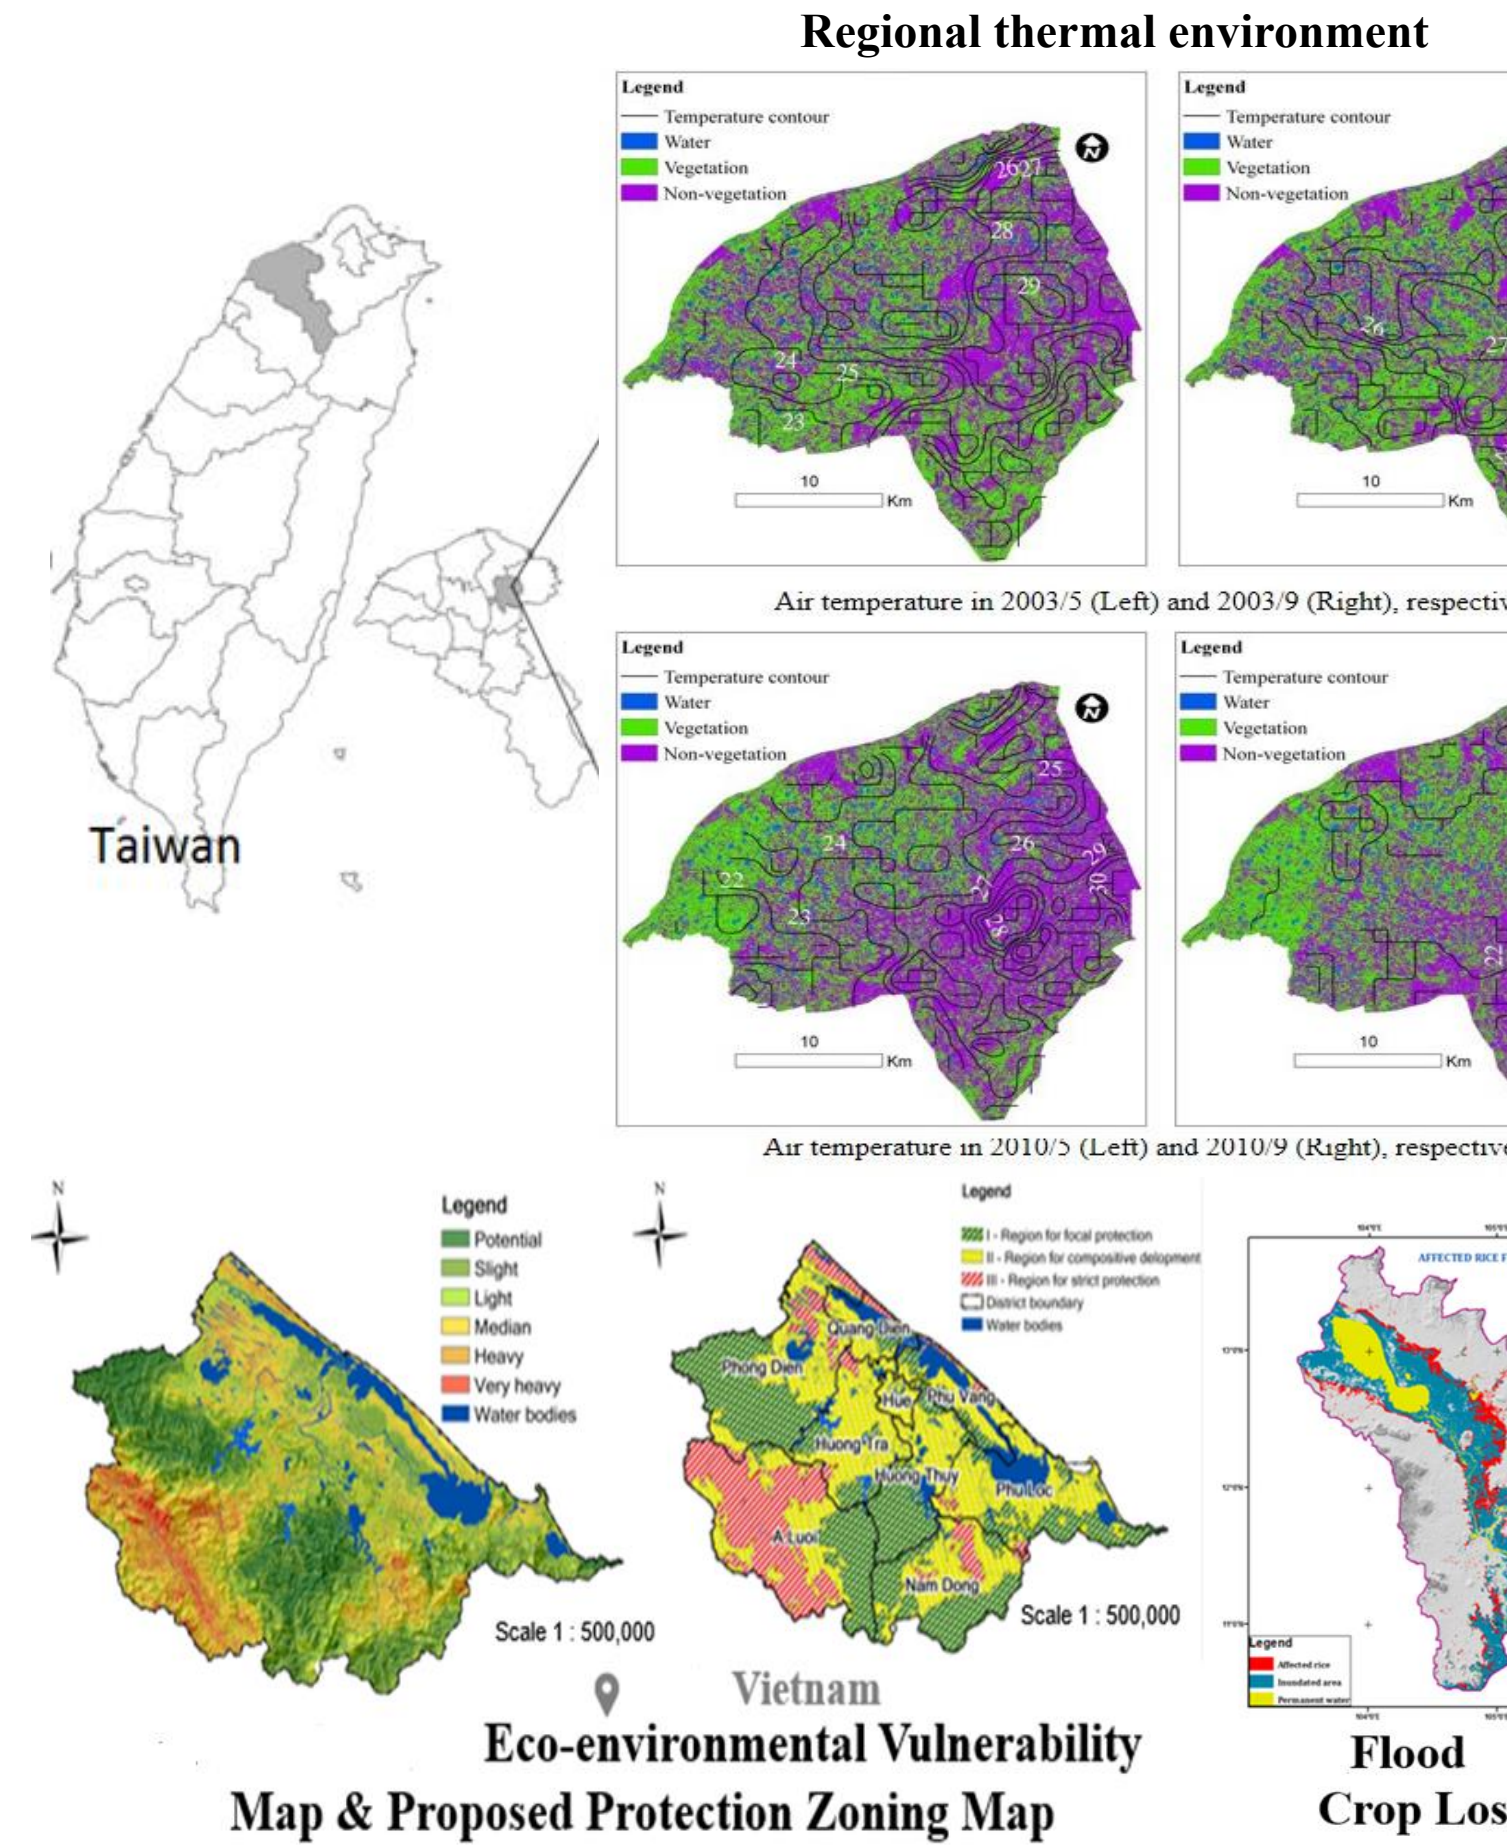 Regional thermal environment
Legend
Temperature contour
Water
Vegetation
Non-vegetation
N
26 27
28
29
24
25
23
10
Km
Legend
Temperature contour
Water
Vegetation
Non-vegetation
26
27
10
Km
Air temperature in 2003/5 (Left) and 2003/9 (Right), respectiv
Legend
Temperature contour
Water
Vegetation
Non-vegetation
N
25
24
26
29
22
27
30
23
28
10
Km
Legend
Temperature contour
Water
Vegetation
Non-vegetation
22
10
Km
Air temperature in 2010/5 (Left) and 2010/9 (Right), respective
Taiwan
N
Legend
Potential
Slight
Light
Median
Heavy
Very heavy
Water bodies
Scale 1 : 500,000
N
Legend
I - Region for focal protection
II - Region for compositive delopment
III - Region for strict protection
District boundary
Water bodies
Quang Dien
Phong Dien
Hue
Phu Vang
Huong Tra
Huong Thuy
Phu Loc
A Luoi
Nam Dong
Scale 1 : 500,000
AFFECTED RICE F
Legend
Affected rice
Inundated area
Permanent water
Vietnam
Eco-environmental Vulnerability
Map & Proposed Protection Zoning Map
Flood
Crop Los